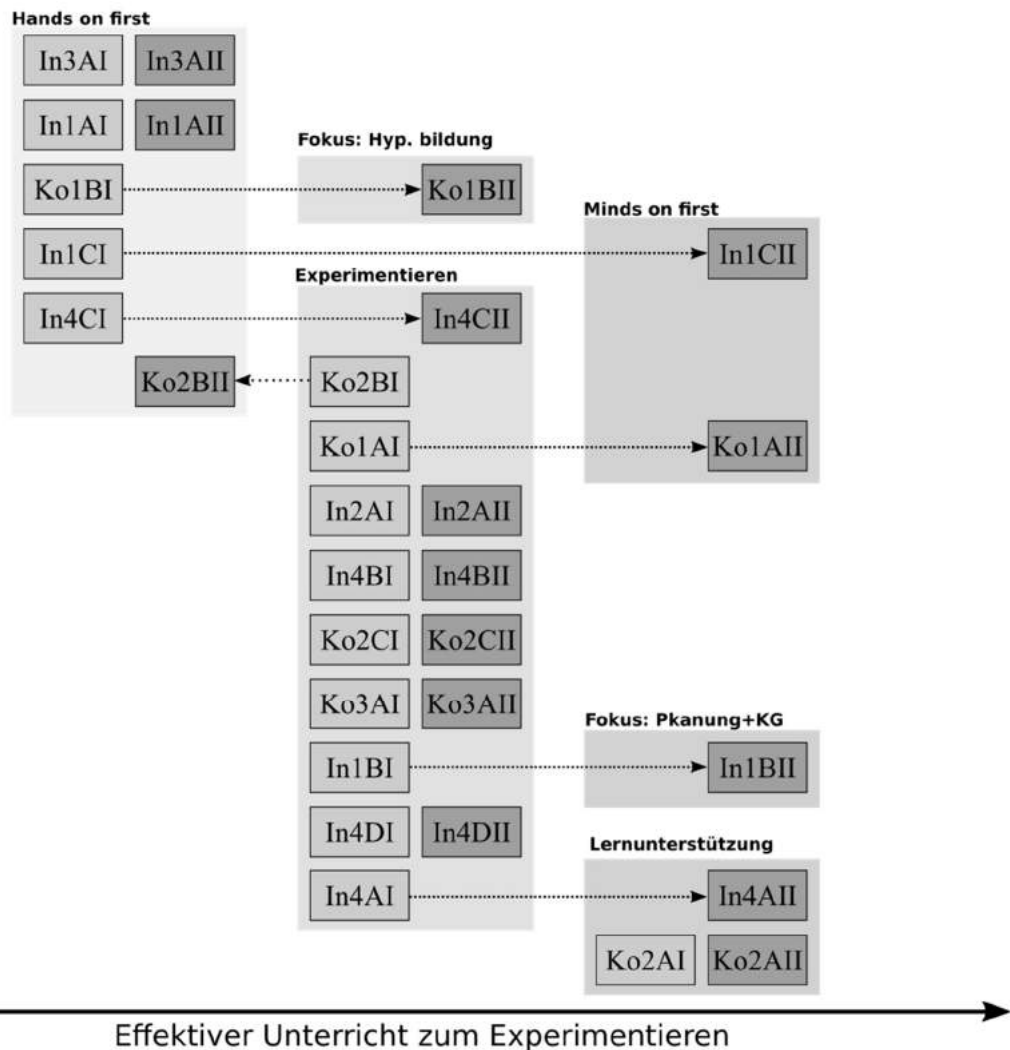 Hands on first
In3AI In3AII
In1AI In1AII
Fokus: Hyp. bildung
Ko1BI Ko1BII
Minds on first
In1CI In1CII
Experimentieren
In4CI In4CII
Ko2BII Ko2BI
Ko1AI Ko1AII
In2AI In2AII
In4BI In4BII
Ko2CI Ko2CII
Ko3AI Ko3AII
Fokus: Pkanung+KG
In1BI In1BII
In4DI In4DII
Lernunterstützung
In4AI In4AII
Ko2AI Ko2AII
Effektiver Unterricht zum Experimentieren